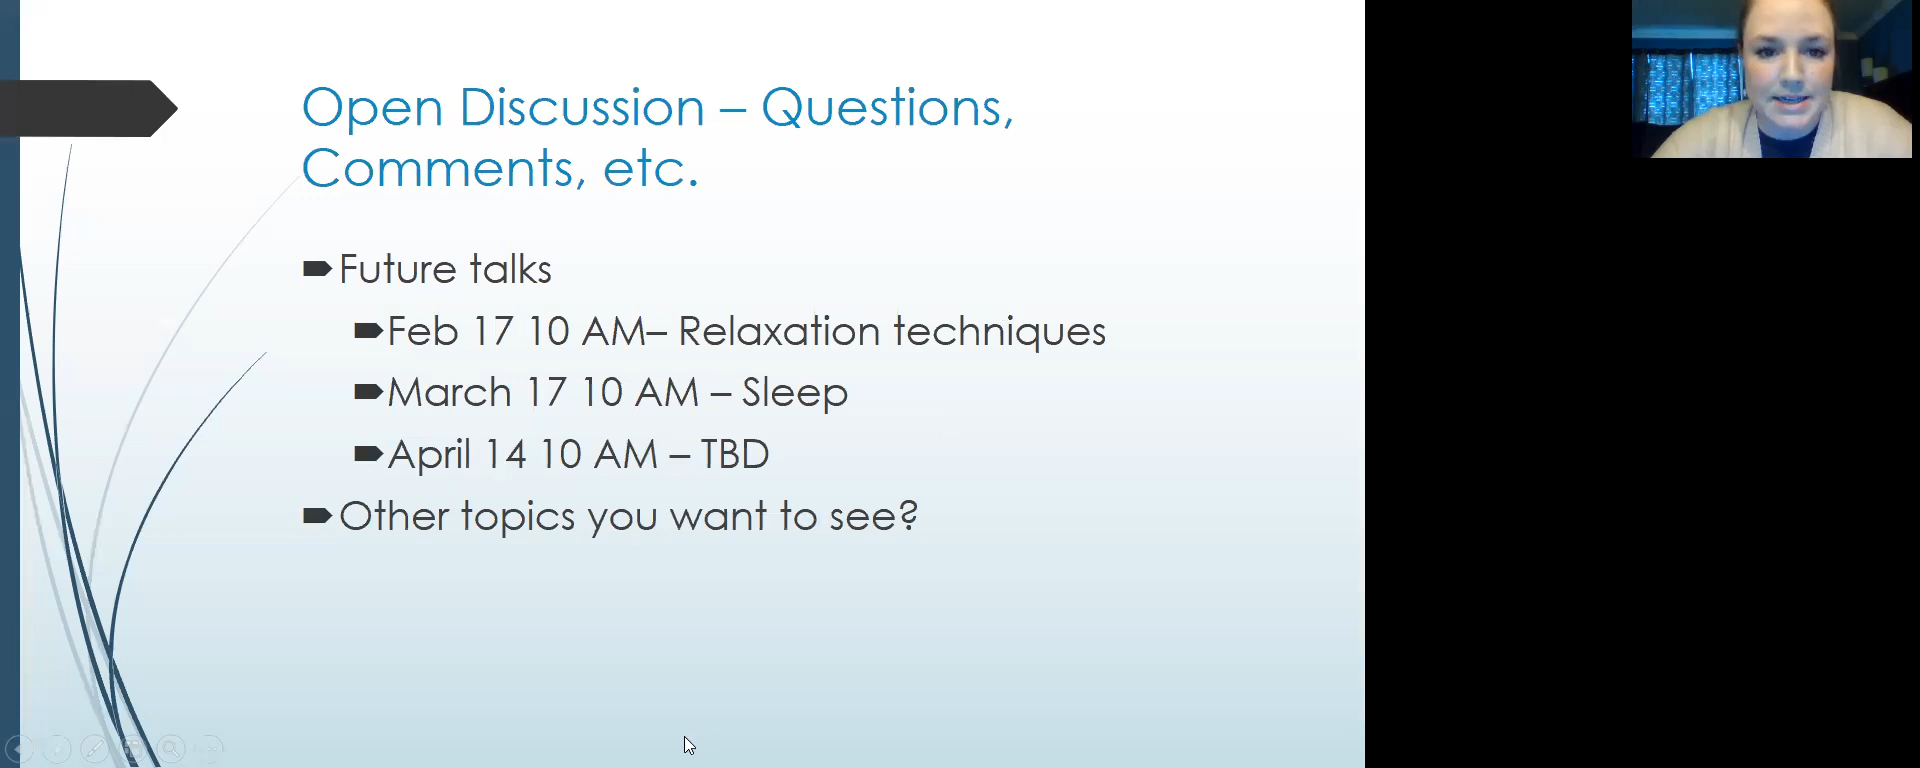 Open Discussion – Questions,
Comments, etc.
Future talks
Feb 17 10 AM– Relaxation techniques
March 17 10 AM – Sleep
April 14 10 AM – TBD
Other topics you want to see?